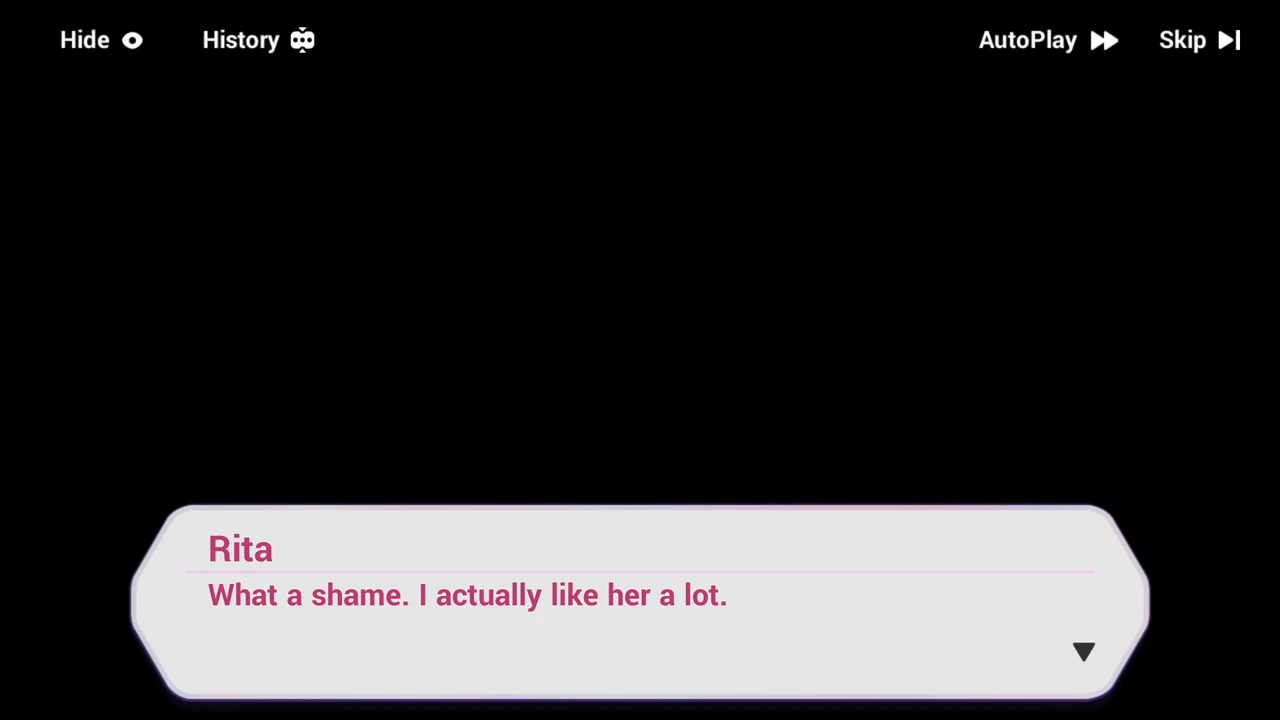 Hide
History
AutoPlay
Skip
Rita
What a shame. I actually like her a lot.